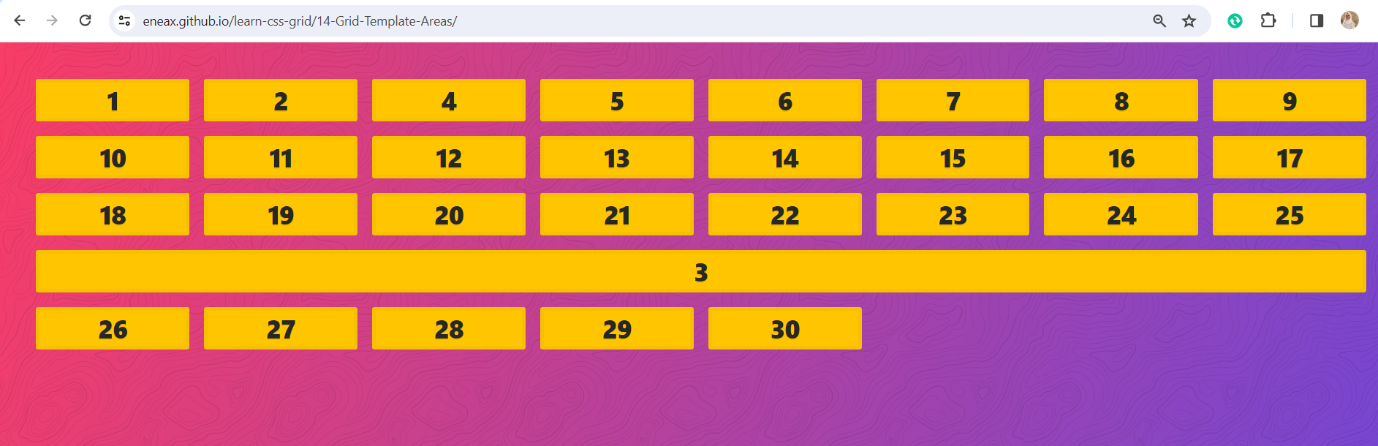 eneax.github.io/learn-css-grid/14-Grid-Template-Areas/
1 2 4 5 6 7 8 9
10 11 12 13 14 15 16 17
18 19 20 21 22 23 24 25
3
26 27 28 29 30